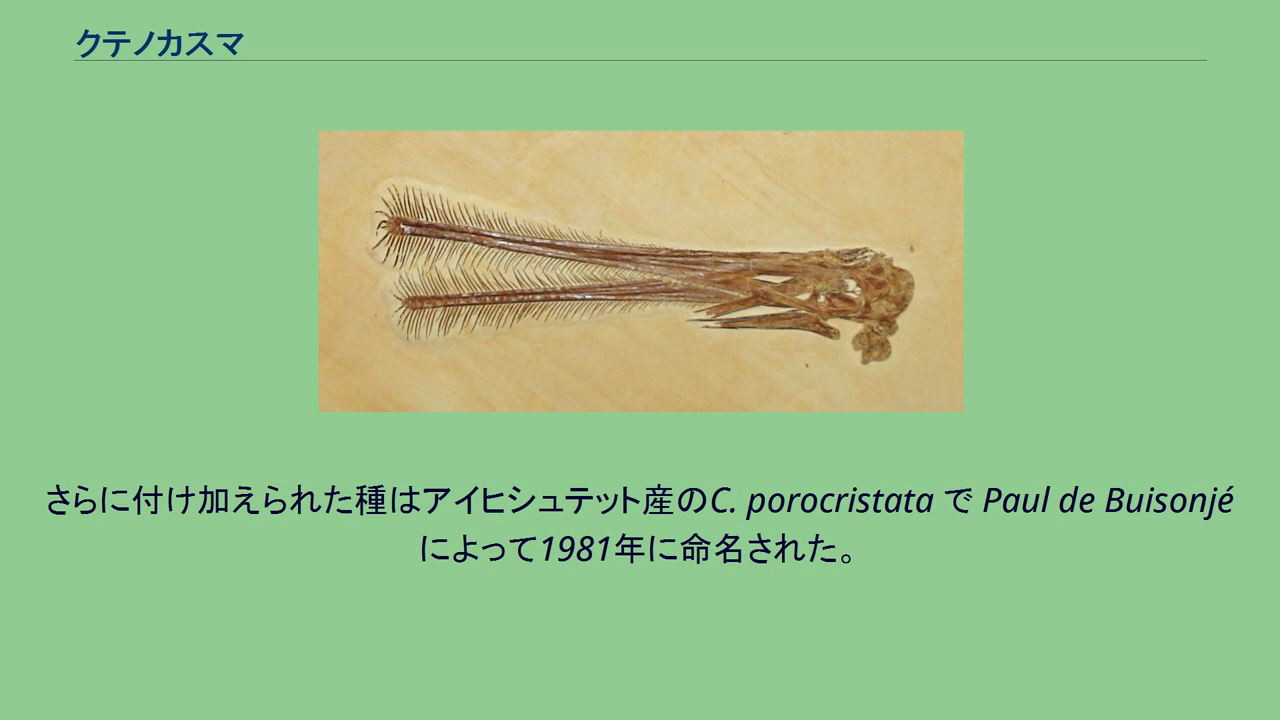 クテノカスマ
さらに付け加えられた種はアイヒシュテット産のC. porocristata で Paul de Buisonjé
によって1981年に命名された。